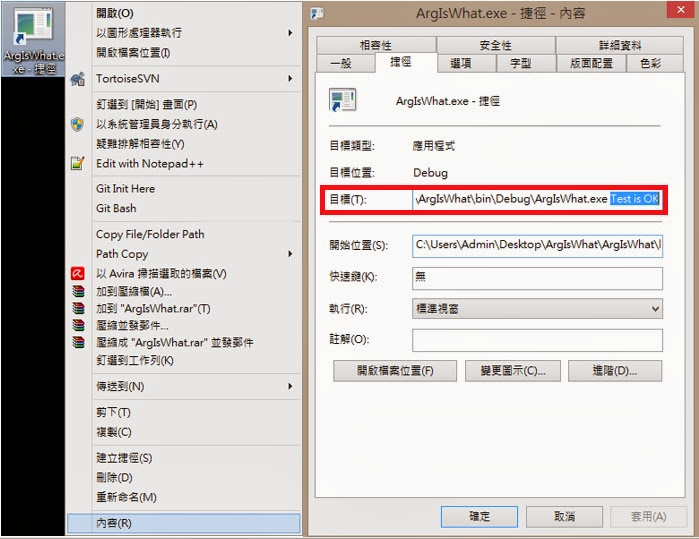 ArgIsWhat.e
xe - 捷徑
開啟(O)
以圖形處理器執行
開啟檔案位置(I)
TortoiseSVN
釘選到 [開始] 畫面(P)
以系統管理員身分執行(A)
疑難排解相容性(Y)
Edit with Notepad++
Git Init Here
Git Bash
Copy File/Folder Path
Path Copy
以 Avira 掃描選取的檔案(V)
加到壓縮檔(A)...
加到 "ArgIsWhat.rar"(T)
壓縮並發郵件...
壓縮成 "ArgIsWhat.rar" 並發郵件
釘選到工作列(K)
傳送到(N)
剪下(T)
複製(C)
建立捷徑(S)
刪除(D)
重新命名(M)
內容(R)
ArgIsWhat.exe - 捷徑 - 內容
相容性 安全性 詳細資料
一般 捷徑 選項 字型 版面配置 色彩
ArgIsWhat.exe - 捷徑
目標類型: 應用程式
目標位置: Debug
目標(T): \ArgIsWhat\bin\Debug\ArgIsWhat.exe Test is OK
開始位置(S): C:\Users\Admin\Desktop\ArgIsWhat\ArgIsWhat\
快速鍵(K): 無
執行(R): 標準視窗
註解(O):
開啟檔案位置(F) 變更圖示(C)... 進階(D)...
確定 取消 套用(A)